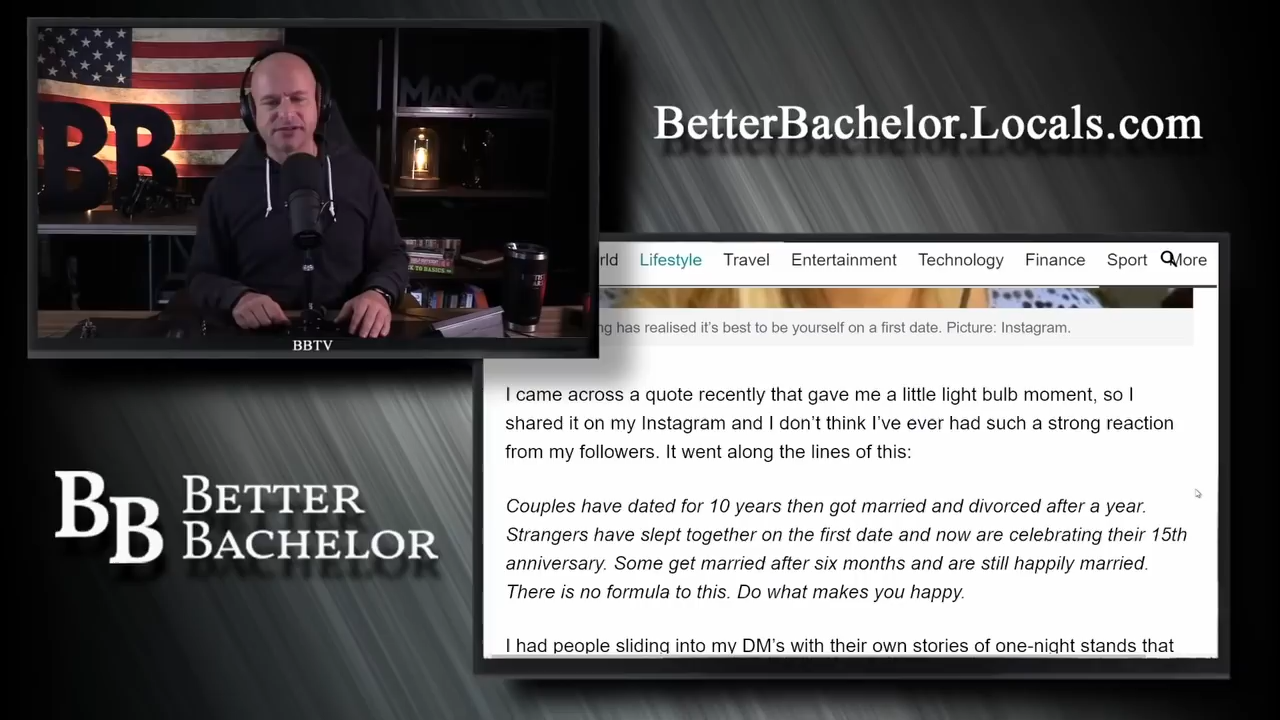 BB
ManCave
BBTV
BetterBachelor.Locals.com
BB
Better
Bachelor
rld Lifestyle Travel Entertainment Technology Finance Sport More
ng has realised it’s best to be yourself on a first date. Picture: Instagram.
I came across a quote recently that gave me a little light bulb moment, so I
shared it on my Instagram and I don’t think I’ve ever had such a strong reaction
from my followers. It went along the lines of this:
Couples have dated for 10 years then got married and divorced after a year.
Strangers have slept together on the first date and now are celebrating their 15th
anniversary. Some get married after six months and are still happily married.
There is no formula to this. Do what makes you happy.
I had people sliding into my DM’s with their own stories of one-night stands that